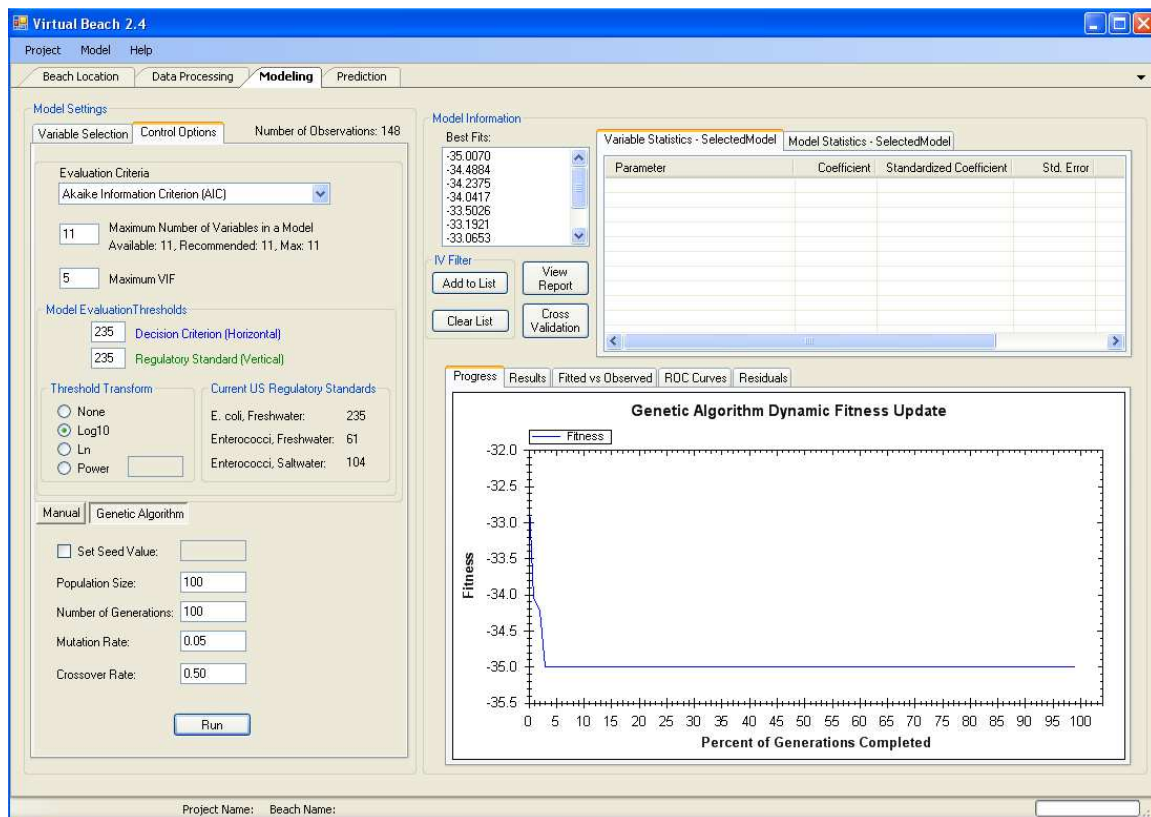 Virtual Beach 2.4
Project Model Help
Beach Location Data Processing Modeling Prediction
Model Settings
Variable Selection Control Options Number of Observations: 148
Evaluation Criteria
Akaike Information Criterion (AIC)
11 Maximum Number of Variables in a Model
Available: 11, Recommended: 11, Max: 11
5 Maximum VIF
Model EvaluationThresholds
235 Decision Criterion (Horizontal)
235 Regulatory Standard (Vertical)
Threshold Transform
None
Log10
Ln
Power
Current US Regulatory Standards
E. coli, Freshwater: 235
Enterococci, Freshwater: 61
Enterococci, Saltwater: 104
Manual Genetic Algorithm
Set Seed Value:
Population Size: 100
Number of Generations: 100
Mutation Rate: 0.05
Crossover Rate: 0.50
Run
Model Information
Best Fits:
-35.0070
-34.4884
-34.2375
-34.0417
-33.5026
-33.1921
-33.0653
IV Filter
Add to List
Clear List
View Report
Cross Validation
Variable Statistics - SelectedModel Model Statistics - SelectedModel
Parameter Coefficient Standardized Coefficient Std. Error
Progress Results Fitted vs Observed ROC Curves Residuals
Genetic Algorithm Dynamic Fitness Update
Fitness
-32.0
-33.0
-33.5
-34.0
-34.5
-35.0
-35.5
Fitness
0 5 10 15 20 25 30 35 40 45 50 55 60 65 70 75 80 85 90 95 100
Percent of Generations Completed
Project Name: Beach Name: